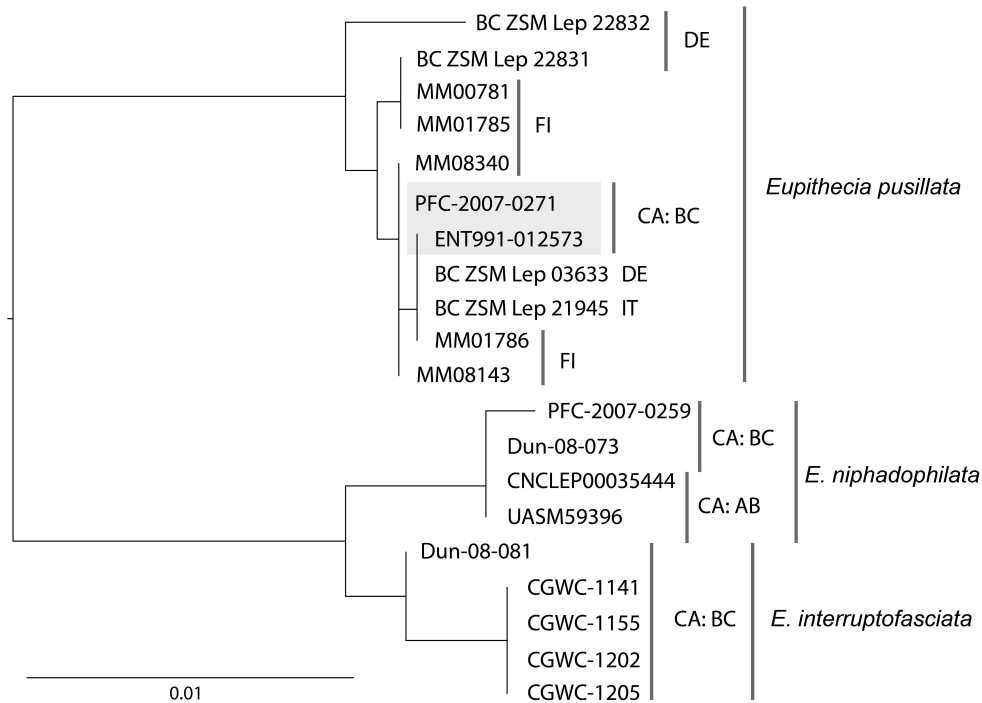 BC ZSM Lep 22832
DE
BC ZSM Lep 22831
MM00781
MM01785
FI
MM08340
PFC-2007-0271
CA: BC
ENT991-012573
BC ZSM Lep 03633 DE
BC ZSM Lep 21945 IT
MM01786
FI
MM08143
Eupithecia pusillata
PFC-2007-0259
Dun-08-073
CA: BC
CNCLEP00035444
UASM59396
CA: AB
E. niphadophilata
Dun-08-081
CGWC-1141
CGWC-1155
CA: BC
CGWC-1202
CGWC-1205
E. interruptofasciata
0.01